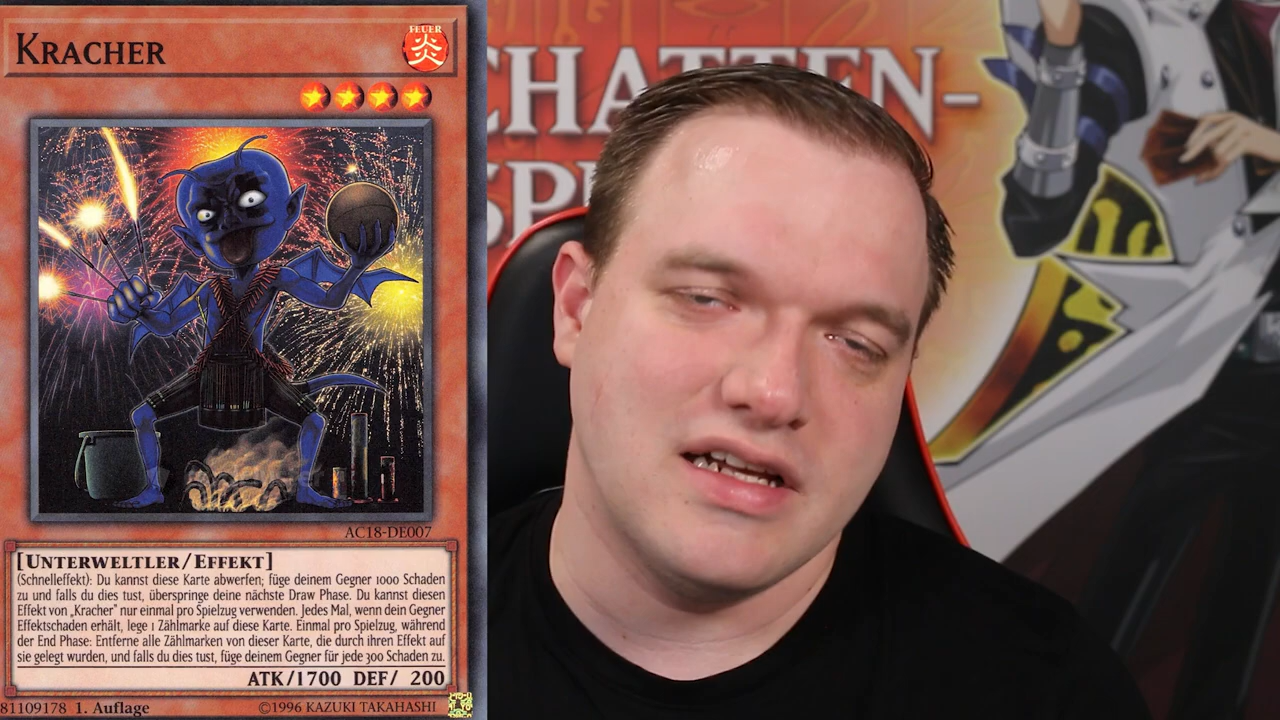 Kracher
FEUER
炎
AC18-DE007
[Unterweltler/Effekt]
(Schnelleffekt): Du kannst diese Karte abwerfen; füge deinem Gegner 1000 Schaden
zu und falls du dies tust, überspringe deine nächste Draw Phase. Du kannst diesen
Effekt von „Kracher" nur einmal pro Spielzug verwenden. Jedes Mal, wenn dein Gegner
Effektschaden erhält, lege 1 Zählmarke auf diese Karte. Einmal pro Spielzug, während
der End Phase: Entferne alle Zählmarken von dieser Karte, die durch ihren Effekt auf
sie gelegt wurden, und falls du dies tust, füge deinem Gegner für jede 300 Schaden zu.
ATK/1700 DEF/ 200
81109178 1. Auflage ©1996 KAZUKI TAKAHASHI
CHATTEN-
SPI